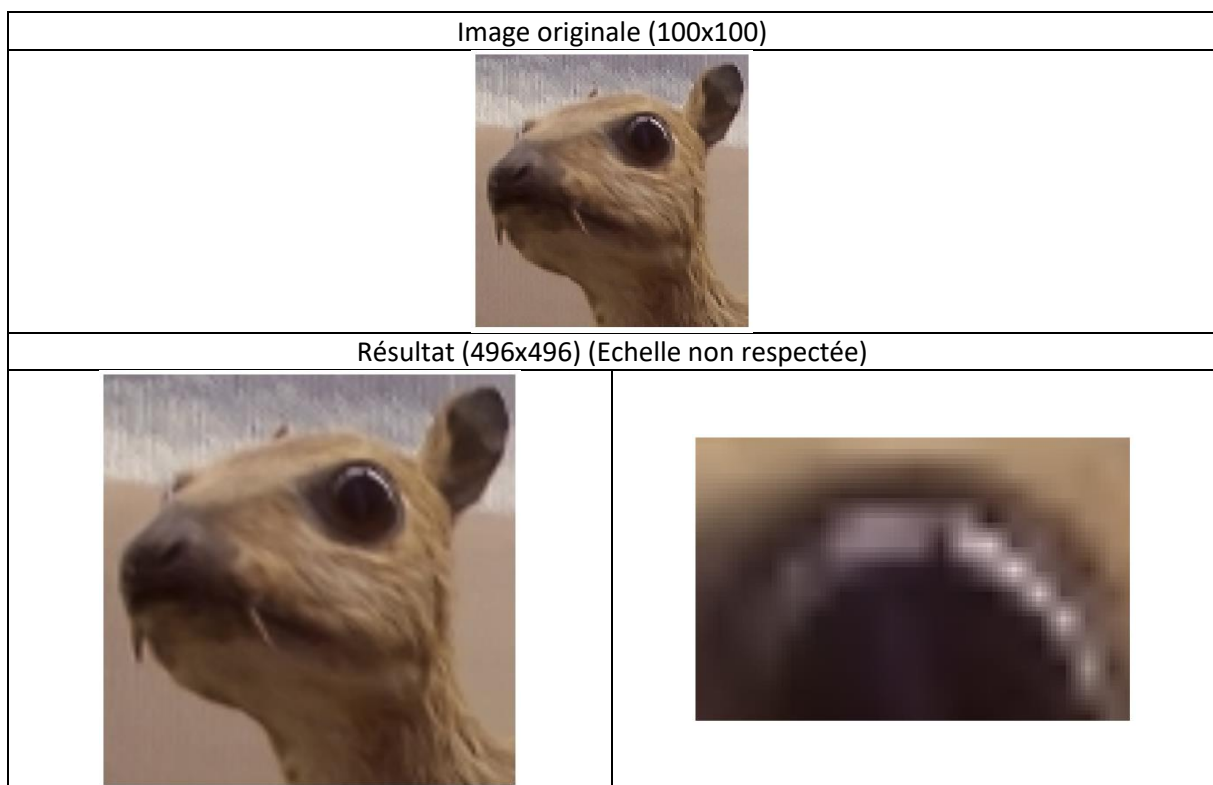 Image originale (100x100)
Résultat (496x496) (Echelle non respectée)